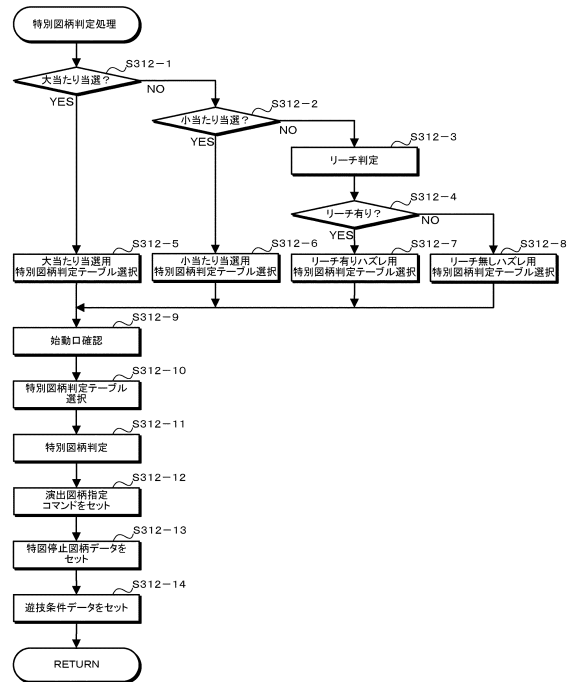 特別図柄判定処理
S312-1
大当たり当選?
NO
YES
S312-2
小当たり当選?
NO
YES
S312-3
リーチ判定
S312-4
リーチ有り?
NO
YES
S312-5
大当たり当選用
特別図柄判定テーブル選択
S312-6
小当たり当選用
特別図柄判定テーブル選択
S312-7
リーチ有りハズレ用
特別図柄判定テーブル選択
S312-8
リーチ無しハズレ用
特別図柄判定テーブル選択
S312-9
始動口確認
S312-10
特別図柄判定テーブル
選択
S312-11
特別図柄判定
S312-12
演出図柄指定
コマンドをセット
S312-13
特図停止図柄データを
セット
S312-14
遊技条件データをセット
RETURN